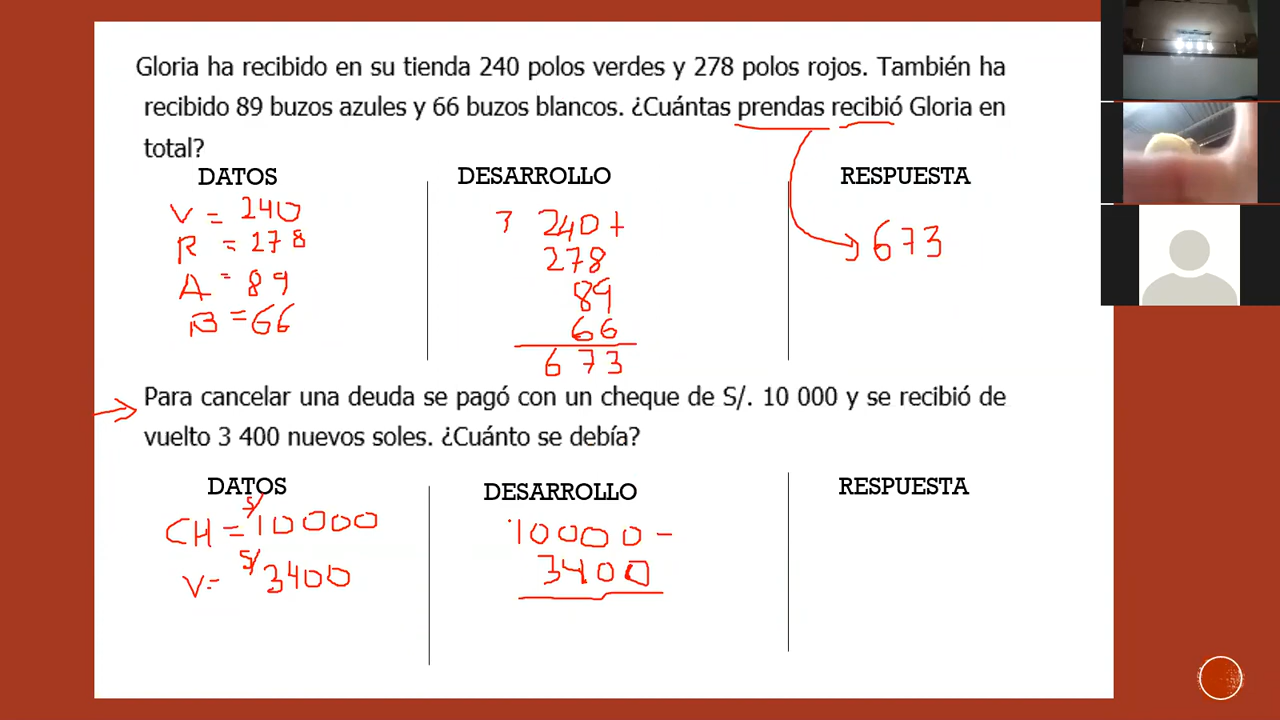 Gloria ha recibido en su tienda 240 polos verdes y 278 polos rojos. También ha
recibido 89 buzos azules y 66 buzos blancos. ¿Cuántas prendas recibió Gloria en
total?
DATOS
V = 240
R = 278
A = 89
B = 66
DESARROLLO
240 +
278
89
66
673
RESPUESTA
673
Para cancelar una deuda se pagó con un cheque de S/. 10 000 y se recibió de
vuelto 3 400 nuevos soles. ¿Cuánto se debía?
DATOS
CH = S/ 10000
V = S/ 3400
DESARROLLO
10000 -
3400
RESPUESTA